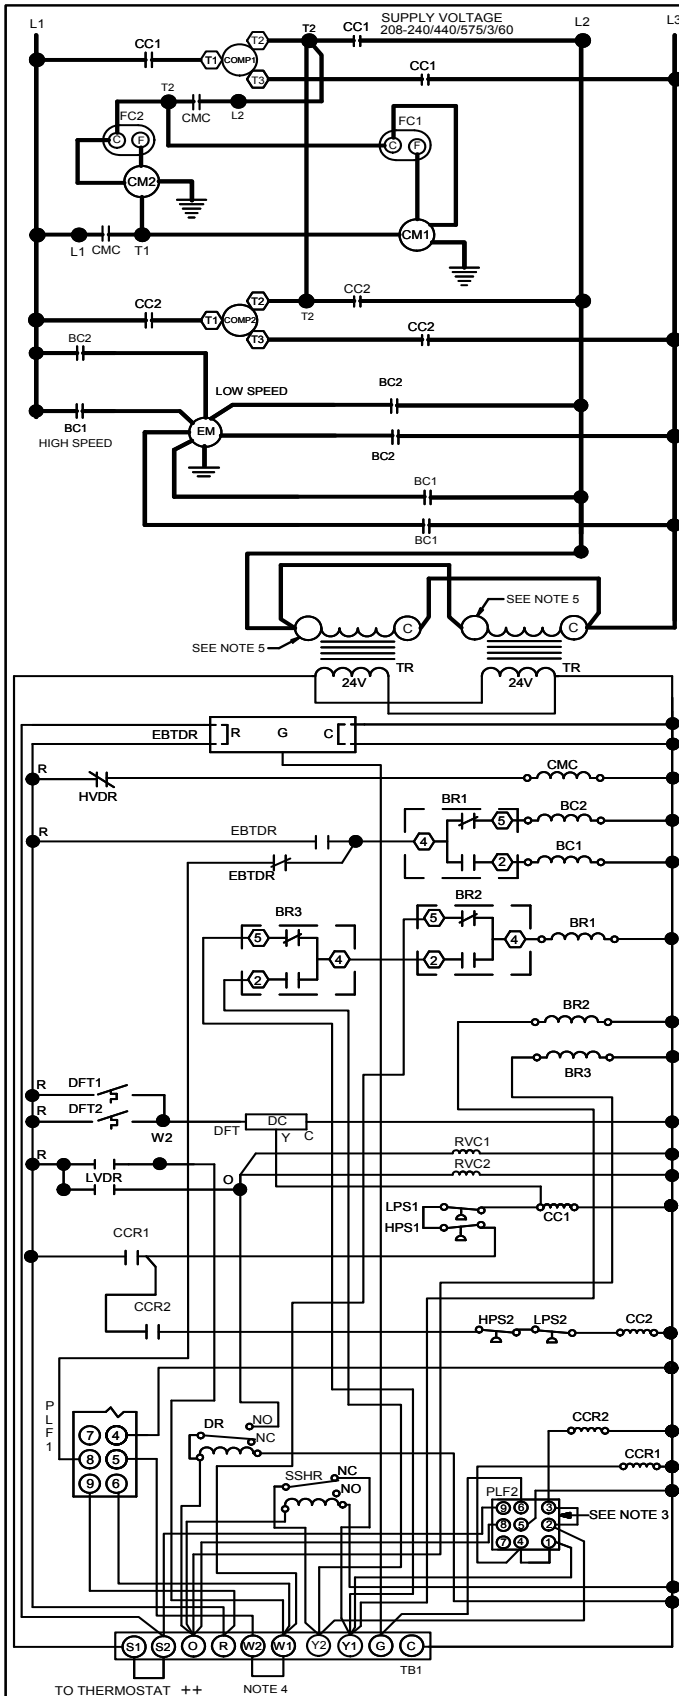 L1 T2 CC1 SUPPLY VOLTAGE L2 L3
208-240/440/575/3/60
CC1 T2
T1 COMP1
T3 CC1
T2
CMC L2
FC2 FC1
C F C F
CM2
L1 CMC T1 CM1
CC2 T2 CC2
T1 COMP2 T2
T3 CC2
BC2
LOW SPEED BC2
BC1 EM
HIGH SPEED BC2
BC1
BC1
SEE NOTE 5
C C
SEE NOTE 5
TR TR
24V 24V
EBTDR R G C
R CMC
HVDR
BR1
5 BC2
R EBTDR 4
EBTDR 2 BC1
BR3 BR2
5 4 5 4 BR1
2 2
BR2
BR3
R DFT1
R DFT2
W2 DFT DC C
Y
RVC1
R RVC2
LVDR O
LPS1 CC1
HPS1
CCR1
CCR2 HPS2 LPS2 CC2
PLF1
7 4
8 5
9 6
DR NO
NC
SSHR NC
NO
CCR2
CCR1
PLF2
9 6 3
8 5 2
7 4 1
SEE NOTE 3
S1 S2 O R W2 W1 Y2 Y1 G C
TB1
TO THERMOSTAT ++ NOTE 4